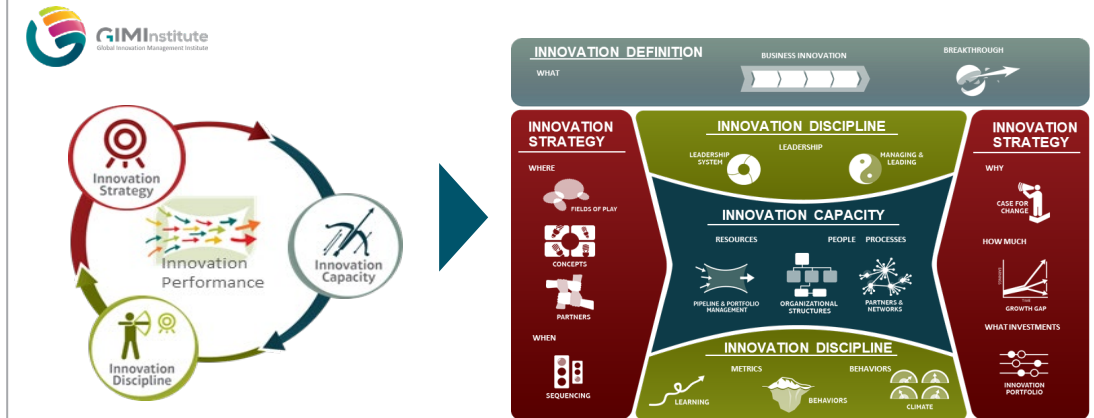 GIMInstitute
Global Innovation Management Institute
Innovation
Strategy
Innovation
Capacity
Innovation
Performance
Innovation
Discipline
INNOVATION DEFINITION
WHAT
BUSINESS INNOVATION
BREAKTHROUGH
INNOVATION
STRATEGY
WHERE
FIELDS OF PLAY
CONCEPTS
PARTNERS
WHEN
SEQUENCING
INNOVATION DISCIPLINE
LEADERSHIP
LEADERSHIP
SYSTEM
MANAGING &
LEADING
INNOVATION CAPACITY
RESOURCES
PEOPLE PROCESSES
PIPELINE & PORTFOLIO
MANAGEMENT
ORGANIZATIONAL
STRUCTURES
PARTNERS &
NETWORKS
INNOVATION DISCIPLINE
METRICS
BEHAVIORS
LEARNING
BEHAVIORS
CLIMATE
INNOVATION
STRATEGY
WHY
CASE FOR
CHANGE
HOW MUCH
TIME
GROWTH GAP
WHAT INVESTMENTS
INNOVATION
PORTFOLIO